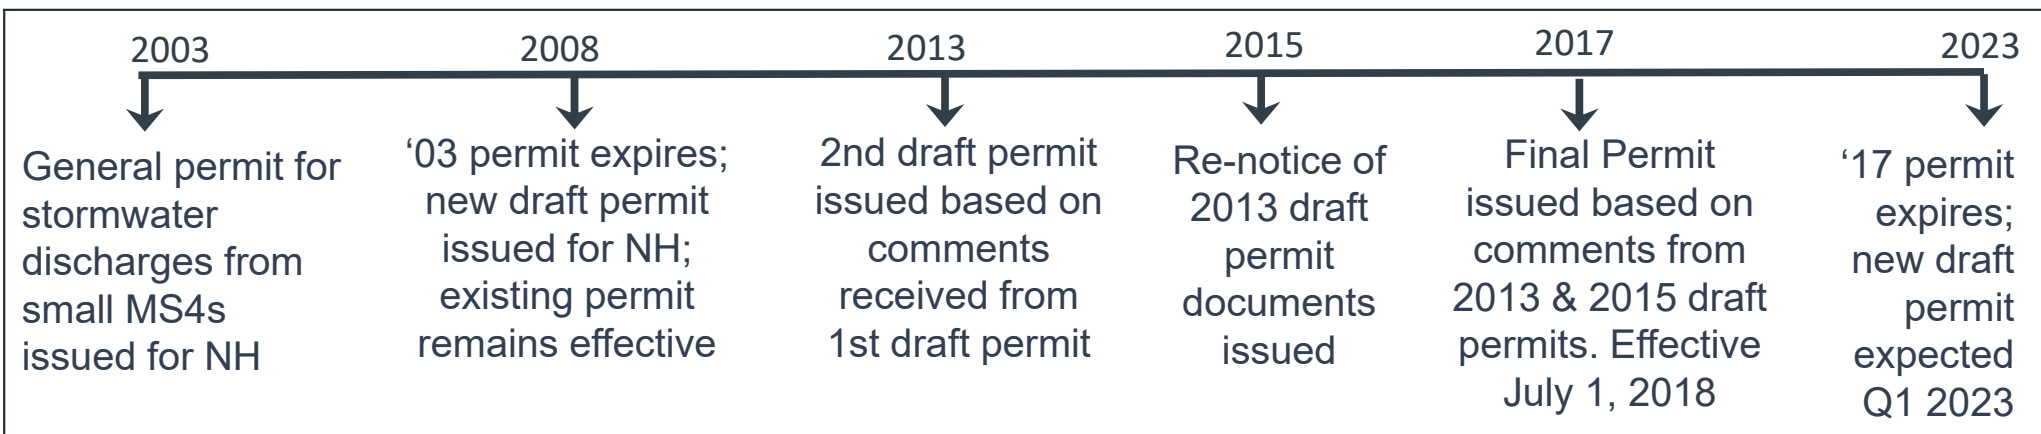 2003
General permit for
stormwater
discharges from
small MS4s
issued for NH
2008
‘03 permit expires;
new draft permit
issued for NH;
existing permit
remains effective
2013
2nd draft permit
issued based on
comments
received from
1st draft permit
2015
Re-notice of
2013 draft
permit
documents
issued
2017
Final Permit
issued based on
comments from
2013 & 2015 draft
permits. Effective
July 1, 2018
2023
‘17 permit
expires;
new draft
permit
expected
Q1 2023